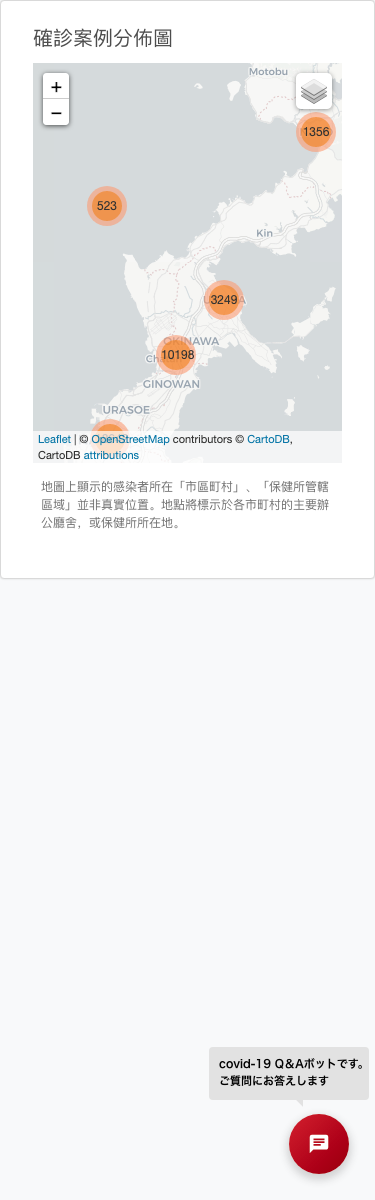 確診案例分佈圖
Motobu
+
−
1356
523
Kin
3249
OKINAWA
10198
GINOWAN
URASOE
Leaflet | © OpenStreetMap contributors © CartoDB,
CartoDB attributions
地圖上顯示的感染者所在「市區町村」、「保健所管轄
區域」並非真實位置。地點將標示於各市町村的主要辦
公廳舍，或保健所所在地。
covid-19 Q&Aボットです。
ご質問にお答えします